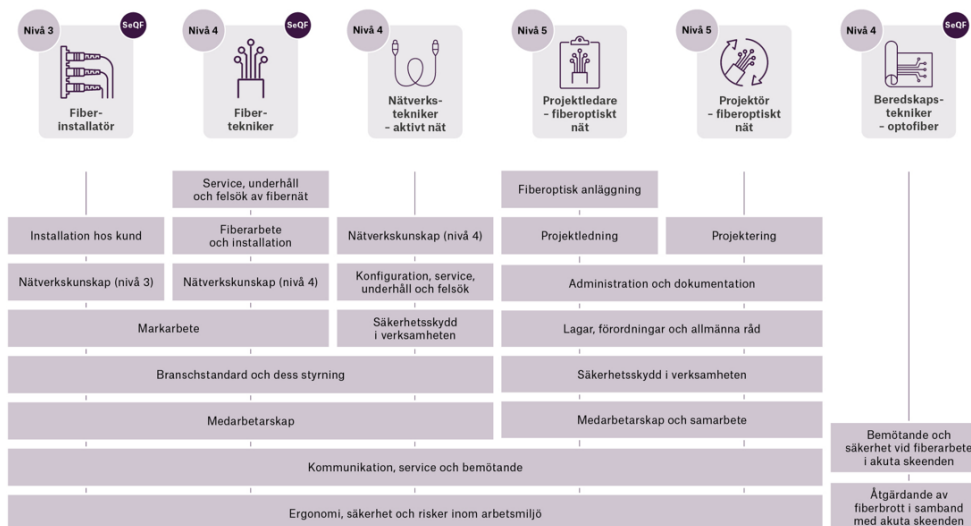 Nivå 3
SeQF
Fiber-
installatör
Nivå 4
SeQF
Fiber-
tekniker
Nivå 4
Nätverks-
tekniker
– aktivt nät
Nivå 5
Projektledare
– fiberoptiskt
nät
Nivå 5
Projektör
– fiberoptiskt
nät
Nivå 4
SeQF
Beredskaps-
tekniker
– optofiber
Service, underhåll
och felsök av fibernät
Fiberoptisk anläggning
Installation hos kund
Fiberarbete
och installation
Nätverkskunskap (nivå 4)
Projektledning
Projektering
Nätverkskunskap (nivå 3)
Nätverkskunskap (nivå 4)
Konfiguration, service,
underhåll och felsök
Administration och dokumentation
Markarbete
Säkerhetsskydd
i verksamheten
Lagar, förordningar och allmänna råd
Branschstandard och dess styrning
Säkerhetsskydd i verksamheten
Medarbetarskap
Medarbetarskap och samarbete
Bemötande och
säkerhet vid fiberarbete
i akuta skeenden
Kommunikation, service och bemötande
Ergonomi, säkerhet och risker inom arbetsmiljö
Åtgärdande av
fiberbrott i samband
med akuta skeenden